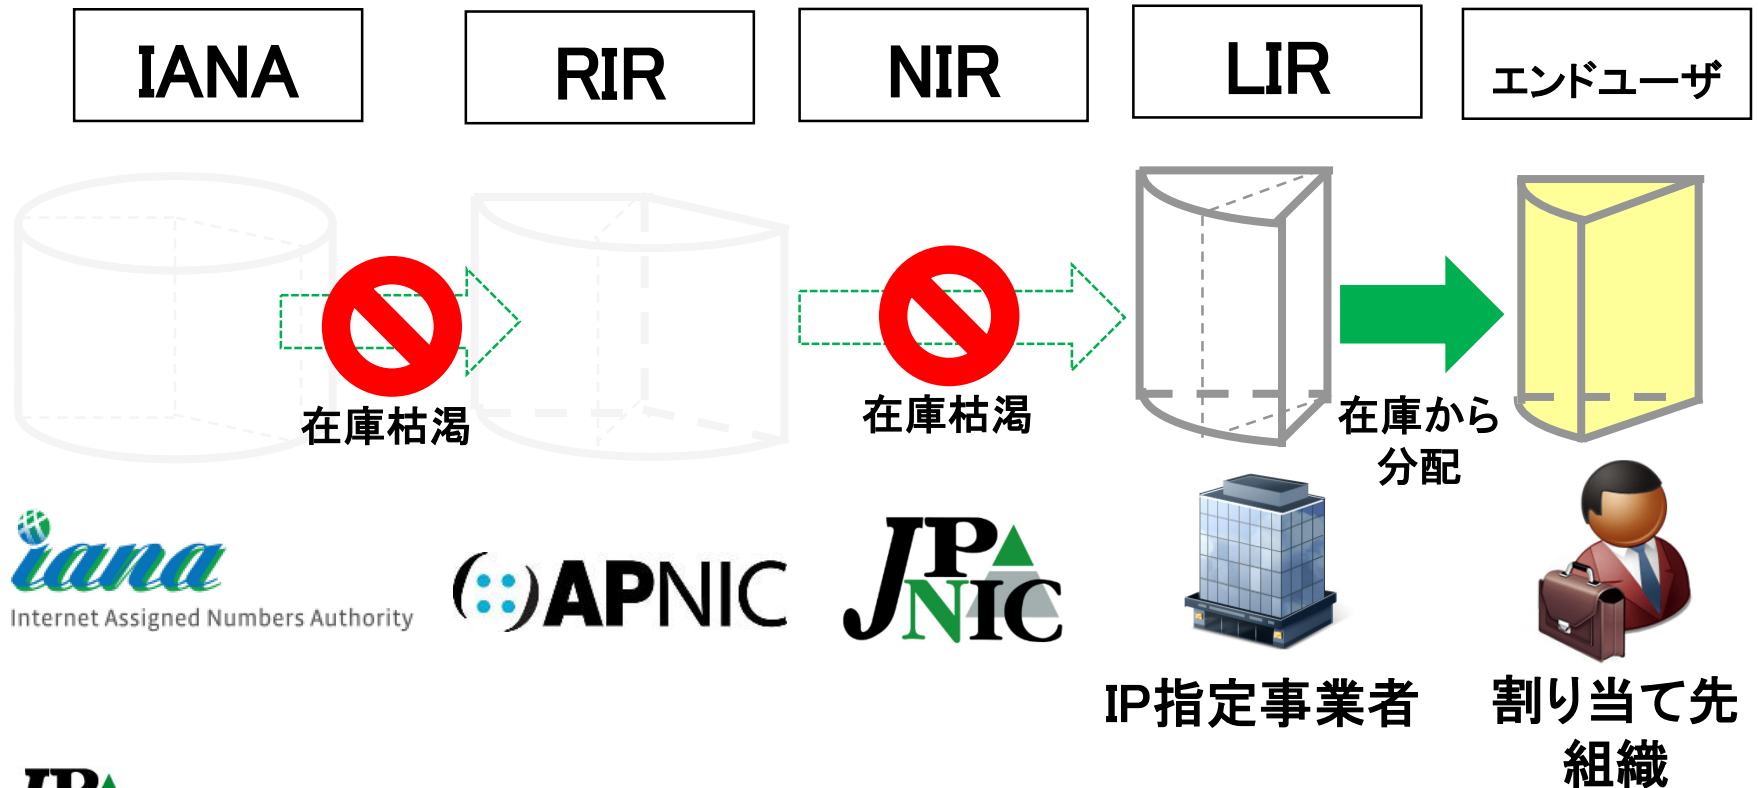 IANA
RIR
NIR
LIR
エンドユーザ
在庫枯渇
在庫枯渇
在庫から
分配
iana
Internet Assigned Numbers Authority
APNIC
JPNIC
IP指定事業者
割り当て先
組織
JP